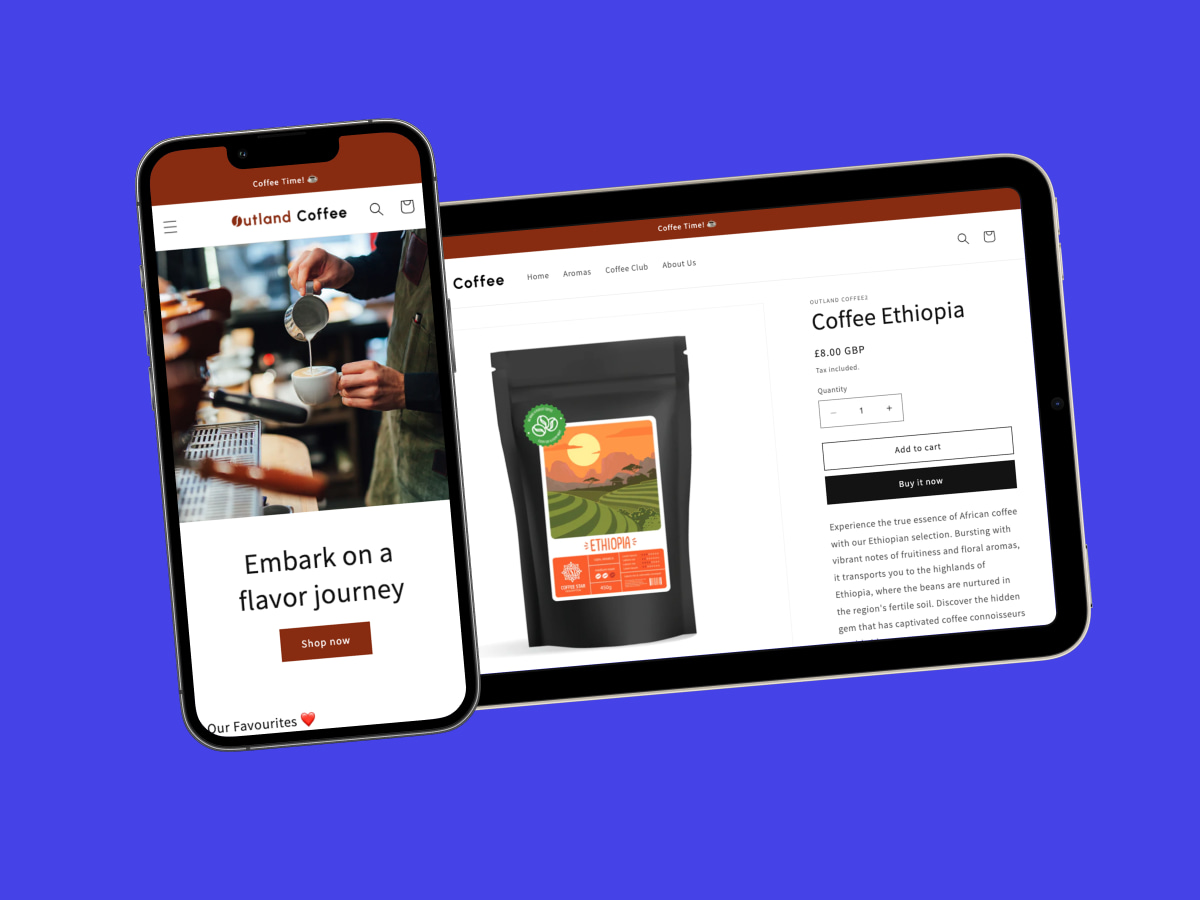 Coffee Time! ☕
Outland Coffee
Embark on a
flavor journey
Shop now
Our Favourites ❤️
Coffee Time! ☕
Coffee
Home
Aromas
Coffee Club
About Us
ETHIOPIA
COFFEE STAR
OUTLAND COFFEE2
Coffee Ethiopia
£8.00 GBP
Tax included.
Quantity
− 1 +
Add to cart
Buy it now
Experience the true essence of African coffee
with our Ethiopian selection. Bursting with
vibrant notes of fruitiness and floral aromas,
it transports you to the highlands of
Ethiopia, where the beans are nurtured in
the region's fertile soil. Discover the hidden
gem that has captivated coffee connoisseurs